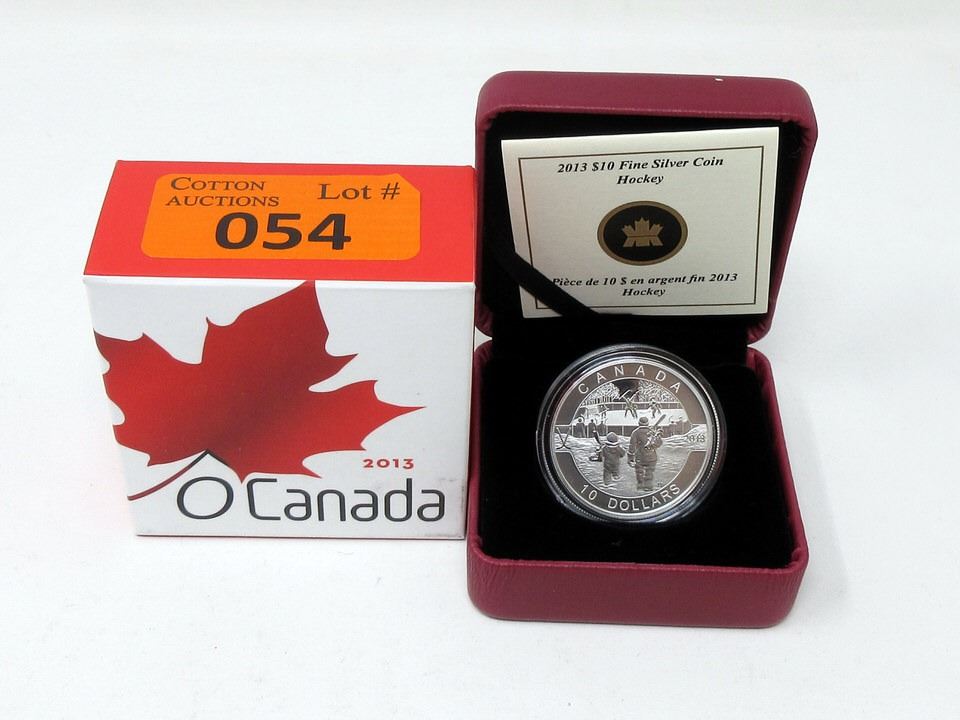 COTTON
AUCTIONS
Lot #
054
2013
O Canada
2013 $10 Fine Silver Coin
Hockey
Pièce de 10 $ en argent fin 2013
Hockey
CANADA
2013
10 DOLLARS